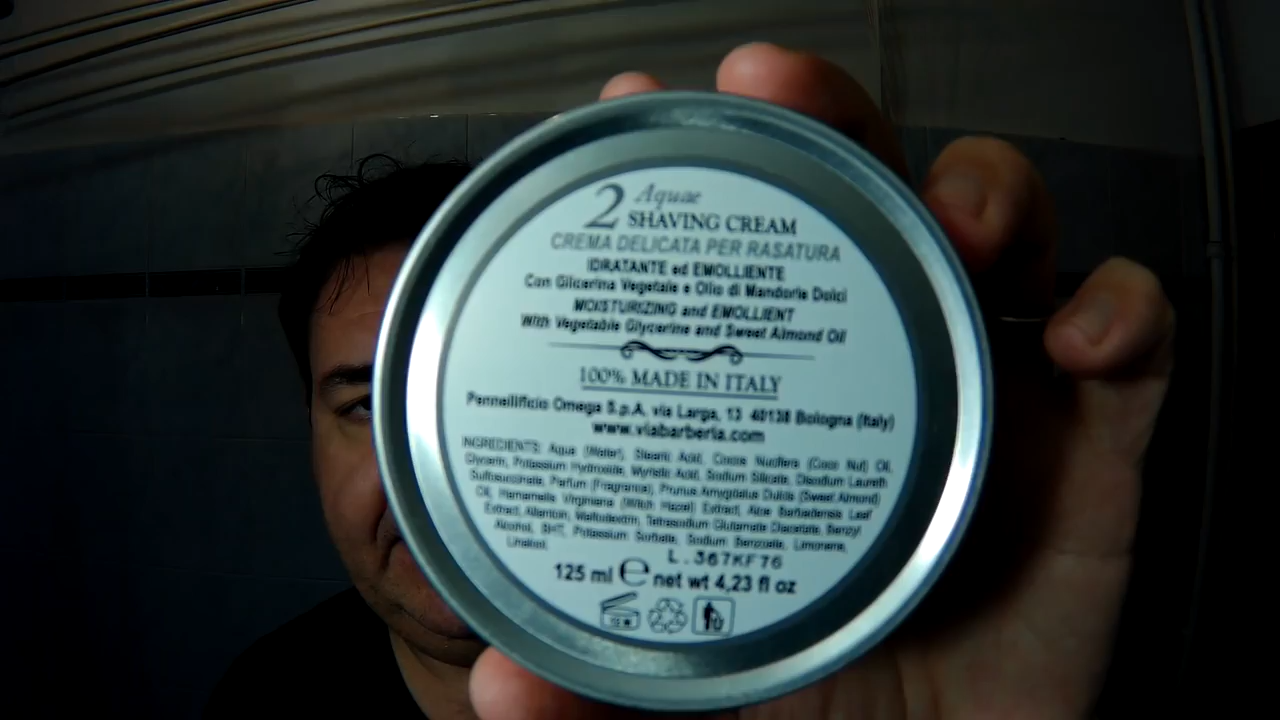 2 Aquae
SHAVING CREAM
CREMA DELICATA PER RASATURA
IDRATANTE ed EMOLLIENTE
Con Glicerina Vegetale e Olio di Mandorle Dolci
MOISTURIZING and EMOLLIENT
With Vegetable Glycerine and Sweet Almond Oil
100% MADE IN ITALY
Pennellificio Omega S.p.A. via Larga, 13 40138 Bologna (Italy)
www.viabarberia.com
INGREDIENTS: Aqua (Water), Stearic Acid, Cocos Nucifera (Coco Nut) Oil,
Glycerin, Potassium Hydroxide, Myristic Acid, Sodium Silicate, Disodium Laureth
Sulfosuccinate, Parfum (Fragrance), Prunus Amygdalus Dulcis (Sweet Almond)
Oil, Hamamelis Virginiana (Witch Hazel) Extract, Aloe Barbadensis Leaf
Extract, Allantoin, Maltodextrin, Tetrasodium Glutamate Diacetate, Benzyl
Alcohol, BHT, Potassium Sorbate, Sodium Benzoate, Limonene,
Linalool.
L.367KF76
125 ml e net wt 4,23 fl oz